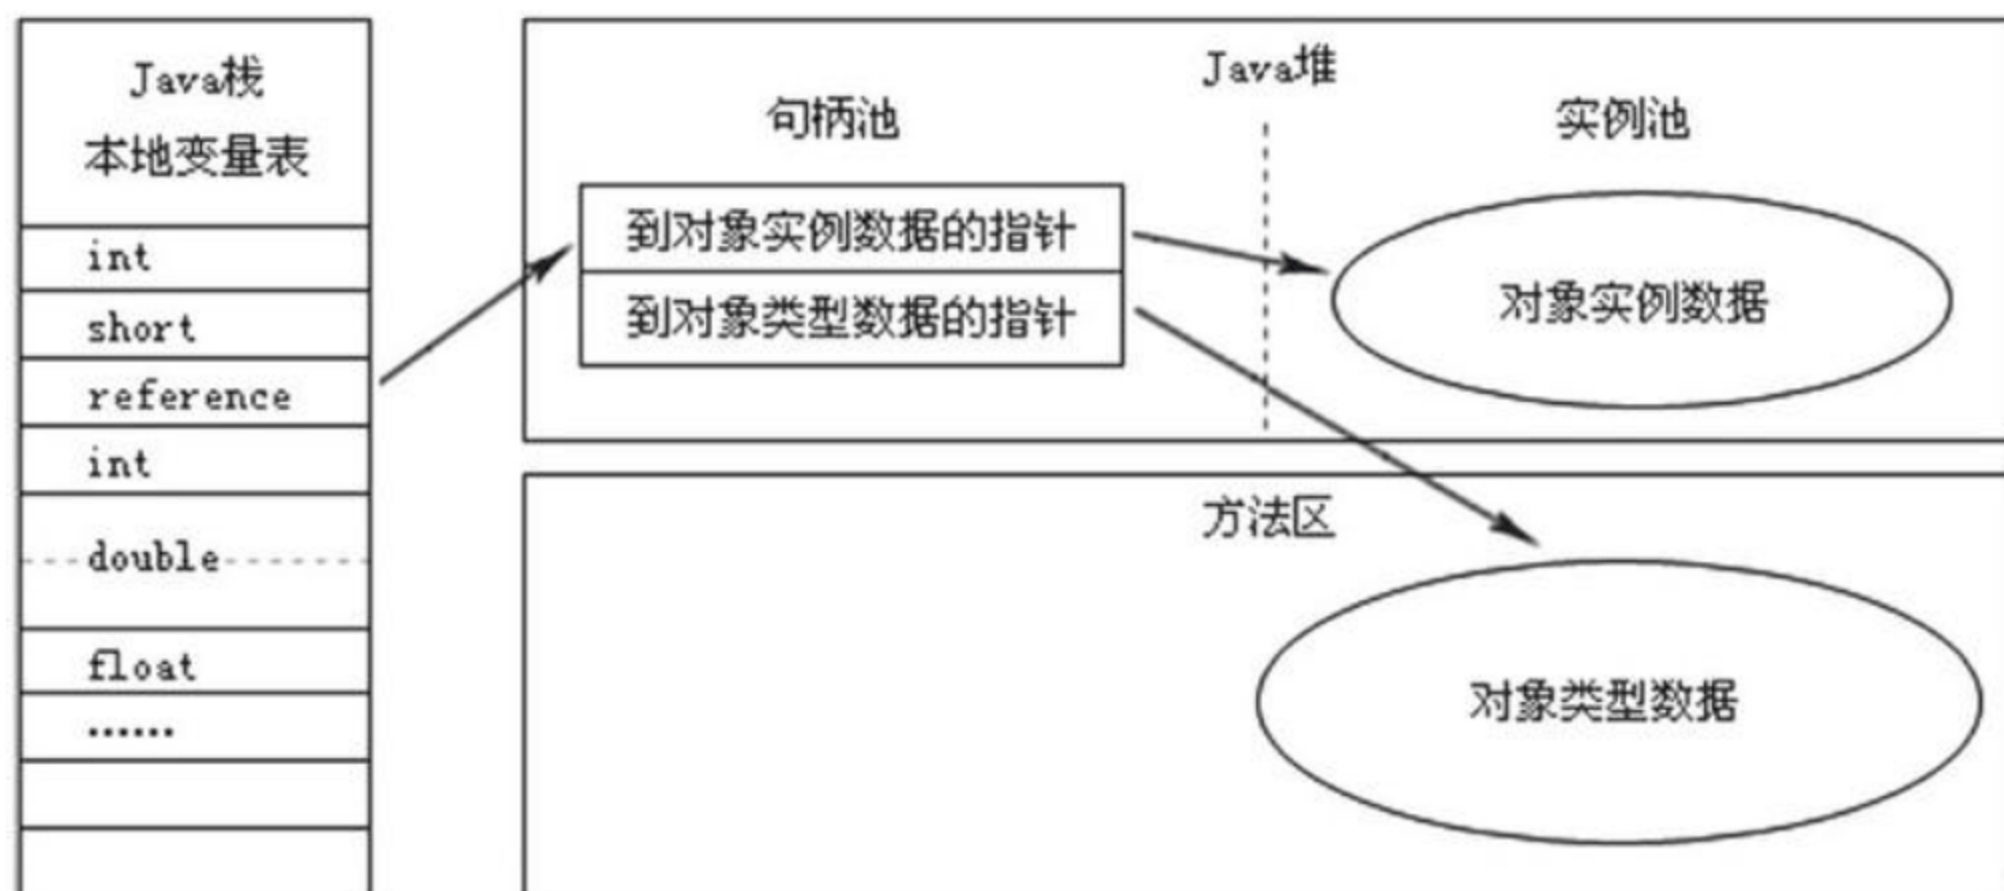 Java栈
本地变量表
int
short
reference
int
double
float
……
Java堆
句柄池
实例池
到对象实例数据的指针
到对象类型数据的指针
对象实例数据
方法区
对象类型数据